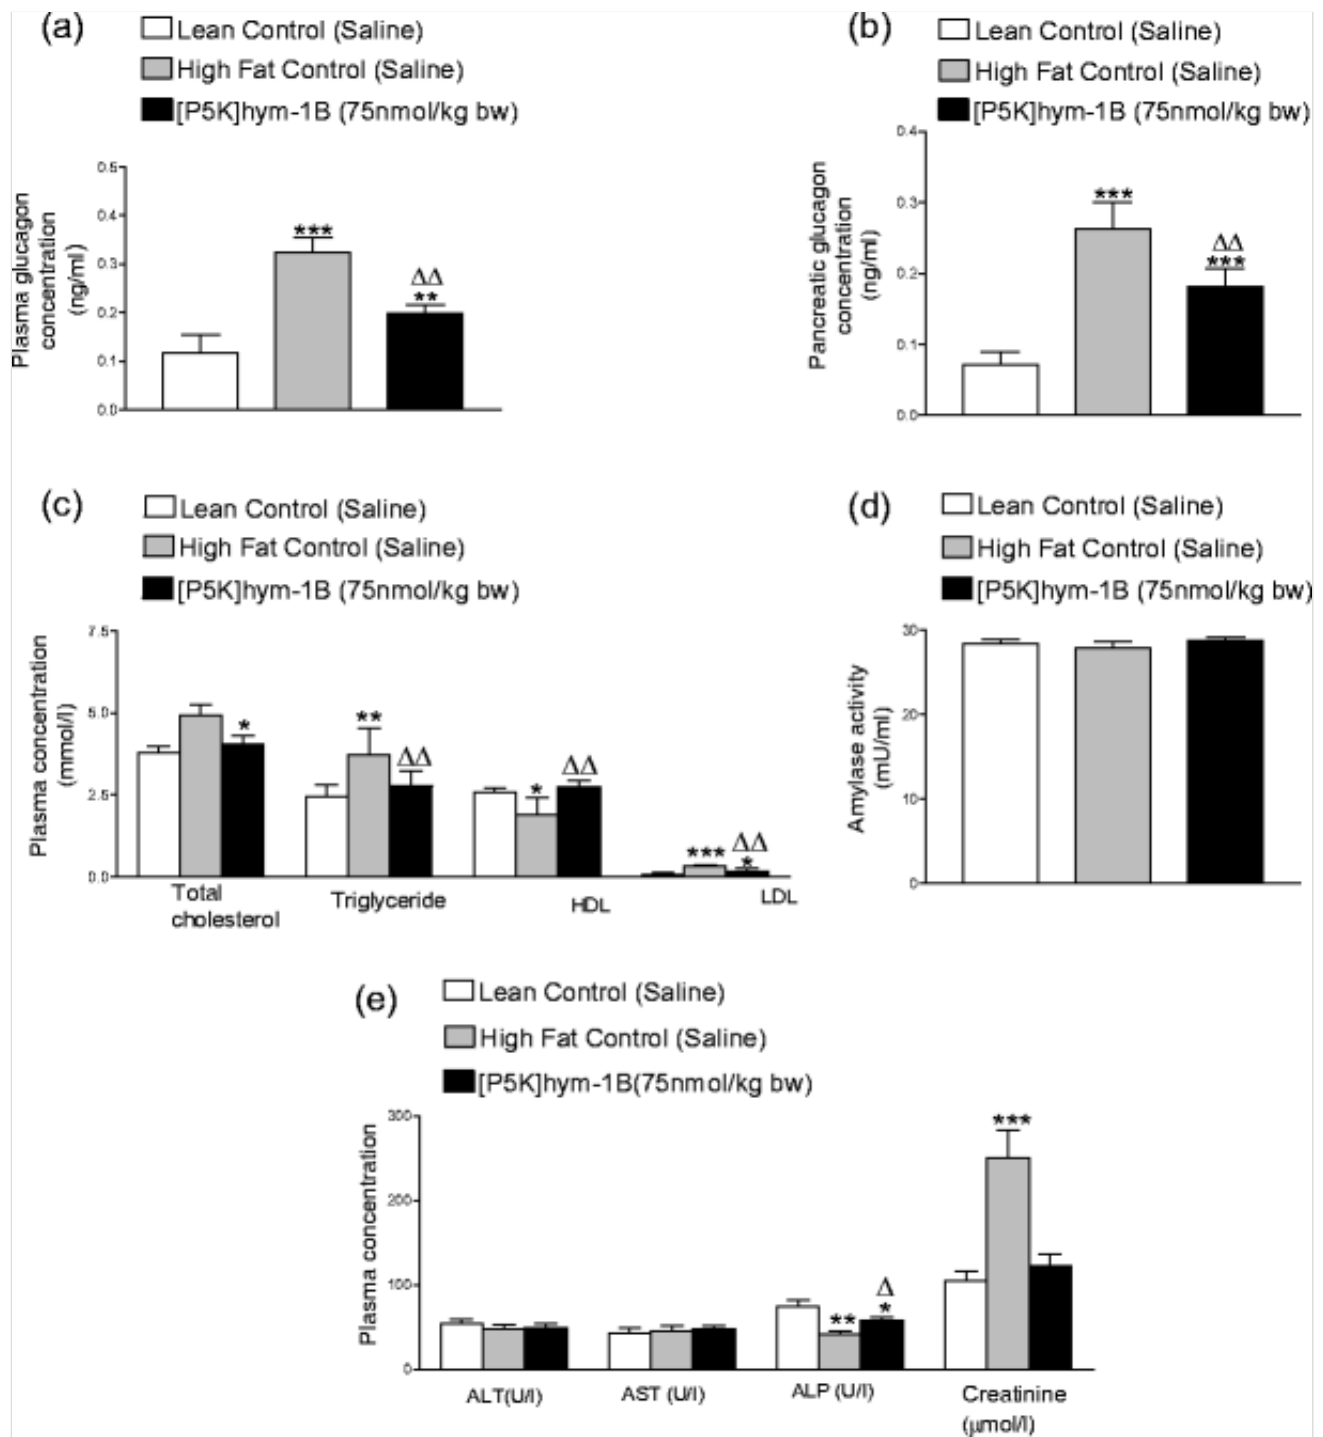 (a)
Lean Control (Saline)
High Fat Control (Saline)
[P5K]hym-1B (75nmol/kg bw)
Plasma glucagon
concentration
(ng/ml)
0.5
0.4
0.3
0.2
0.1
0.0
***
ΔΔ
**
(b)
Lean Control (Saline)
High Fat Control (Saline)
[P5K]hym-1B (75nmol/kg bw)
Pancreatic glucagon
concentration
(ng/ml)
0.4
0.3
0.2
0.1
0.0
***
ΔΔ
***
(c)
Lean Control (Saline)
High Fat Control (Saline)
[P5K]hym-1B (75nmol/kg bw)
Plasma concentration
(mmol/l)
7.5
5.0
2.5
0.0
*
**
ΔΔ
*
ΔΔ
***
ΔΔ
*
Total
cholesterol
Triglyceride
HDL
LDL
(d)
Lean Control (Saline)
High Fat Control (Saline)
[P5K]hym-1B (75nmol/kg bw)
Amylase activity
(mU/ml)
30
20
10
0
(e)
Lean Control (Saline)
High Fat Control (Saline)
[P5K]hym-1B(75nmol/kg bw)
Plasma concentration
300
200
100
0
**
Δ
*
***
ALT(U/l)
AST (U/l)
ALP (U/l)
Creatinine
(μmol/l)